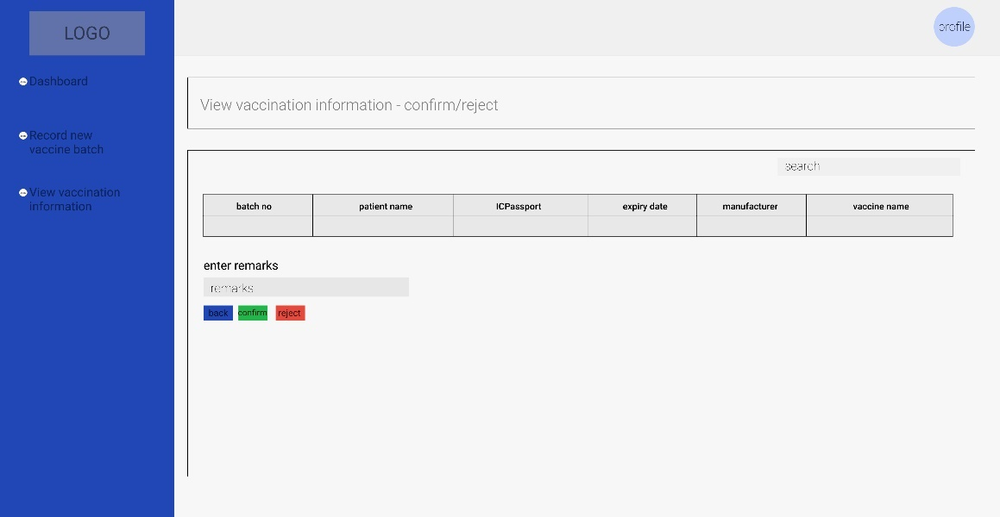 LOGO
profile
Dashboard
Record new
vaccine batch
View vaccination
information
View vaccination information - confirm/reject
search
batch no patient name ICPassport expiry date manufacturer vaccine name
enter remarks
remarks
back confirm reject